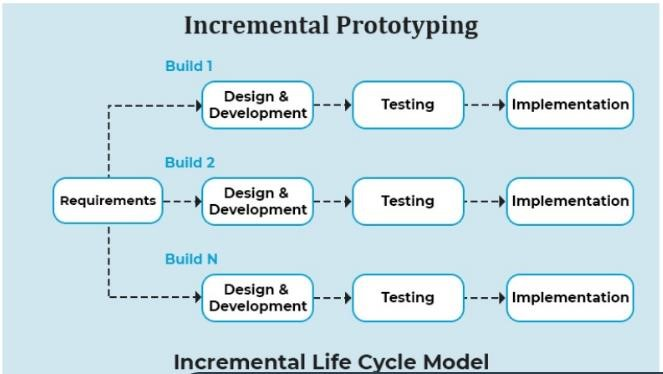 Incremental Prototyping
Build 1
Design &
Development
Testing
Implementation
Build 2
Requirements
Design &
Development
Testing
Implementation
Build N
Design &
Development
Testing
Implementation
Incremental Life Cycle Model